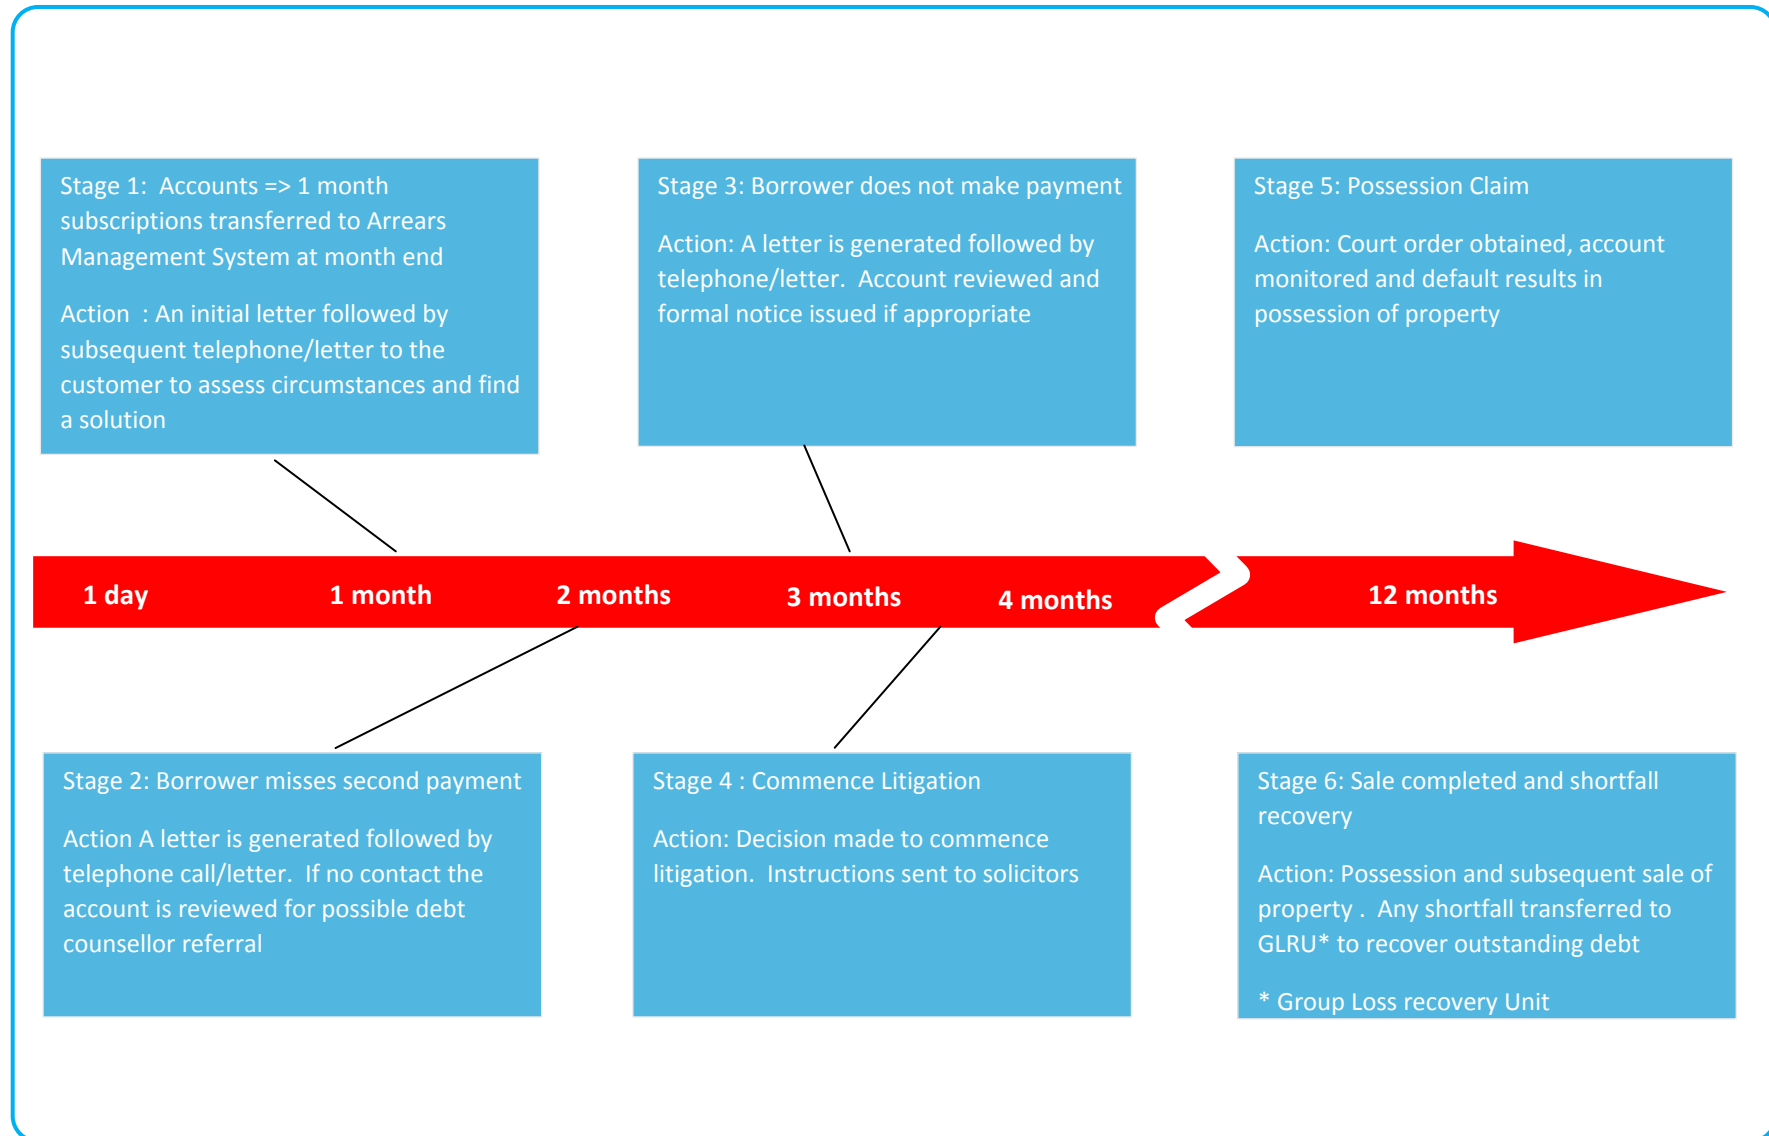 Stage 1:  Accounts => 1 month
subscriptions transferred to Arrears
Management System at month end
Action  : An initial letter followed by
subsequent telephone/letter to the
customer to assess circumstances and find
a solution
Stage 3: Borrower does not make payment
Action: A letter is generated followed by
telephone/letter.  Account reviewed and
formal notice issued if appropriate
Stage 5: Possession Claim
Action: Court order obtained, account
monitored and default results in
possession of property
1 day
1 month
2 months
3 months
4 months
12 months
Stage 2: Borrower misses second payment
Action A letter is generated followed by
telephone call/letter.  If no contact the
account is reviewed for possible debt
counsellor referral
Stage 4 : Commence Litigation
Action: Decision made to commence
litigation.  Instructions sent to solicitors
Stage 6: Sale completed and shortfall
recovery
Action: Possession and subsequent sale of
property .  Any shortfall transferred to
GLRU* to recover outstanding debt
* Group Loss recovery Unit